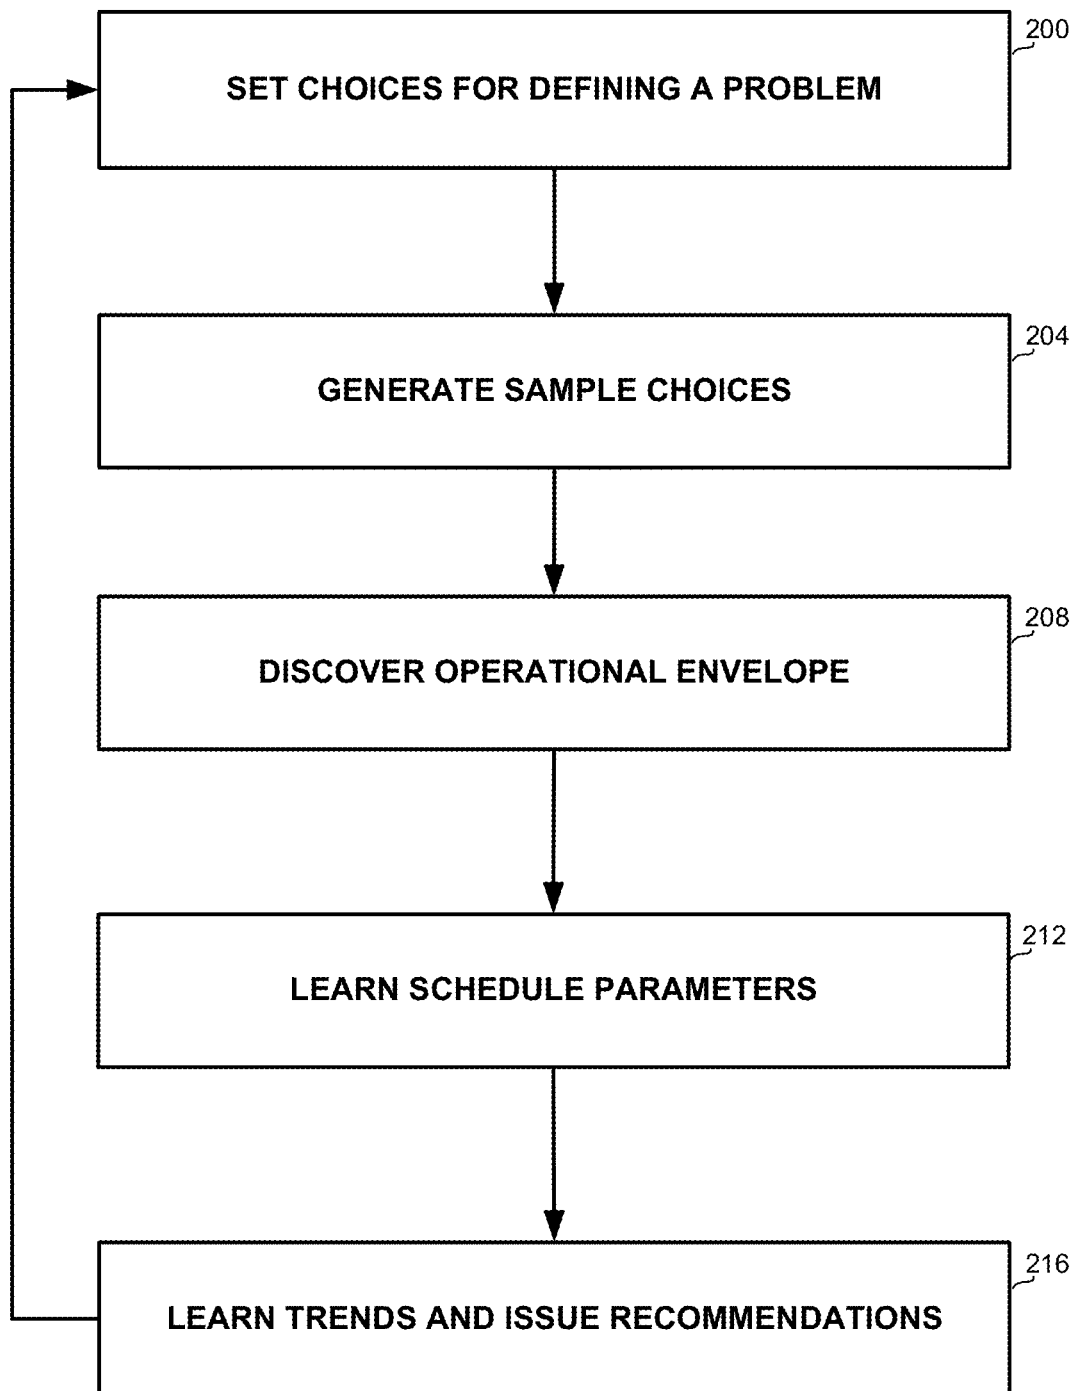 200
SET CHOICES FOR DEFINING A PROBLEM
204
GENERATE SAMPLE CHOICES
208
DISCOVER OPERATIONAL ENVELOPE
212
LEARN SCHEDULE PARAMETERS
216
LEARN TRENDS AND ISSUE RECOMMENDATIONS